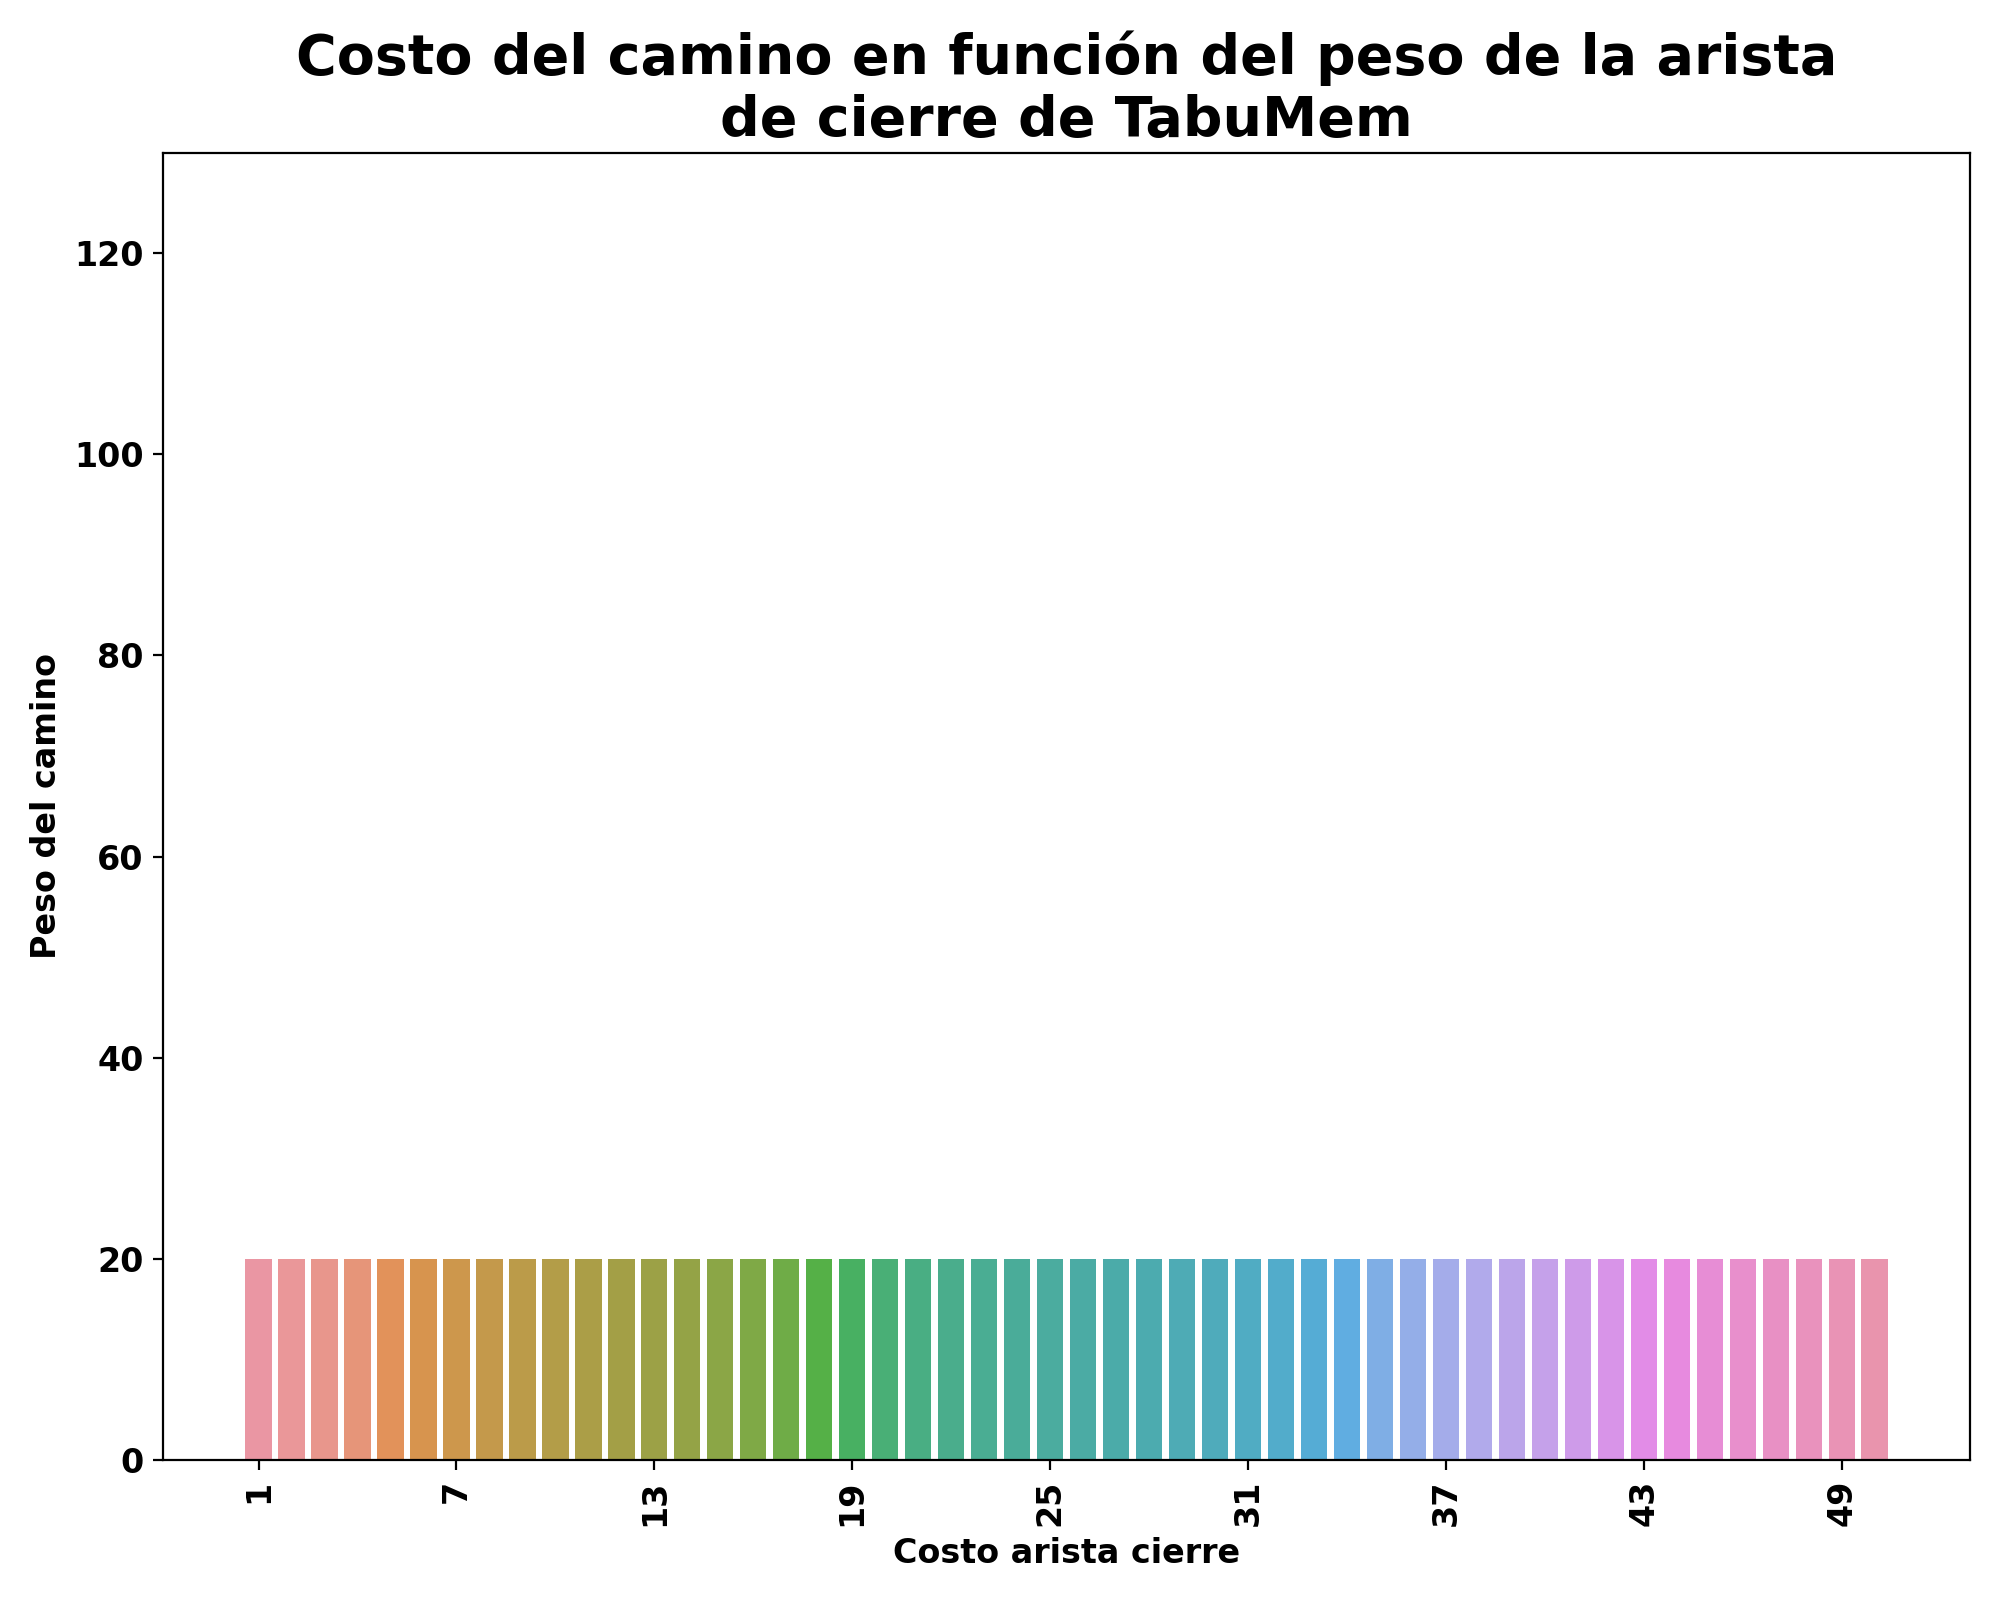 Costo del camino en función del peso de la arista
de cierre de TabuMem
120
100
80
60
40
20
0
Peso del camino
1 7 13 19 25 31 37 43 49
Costo arista cierre